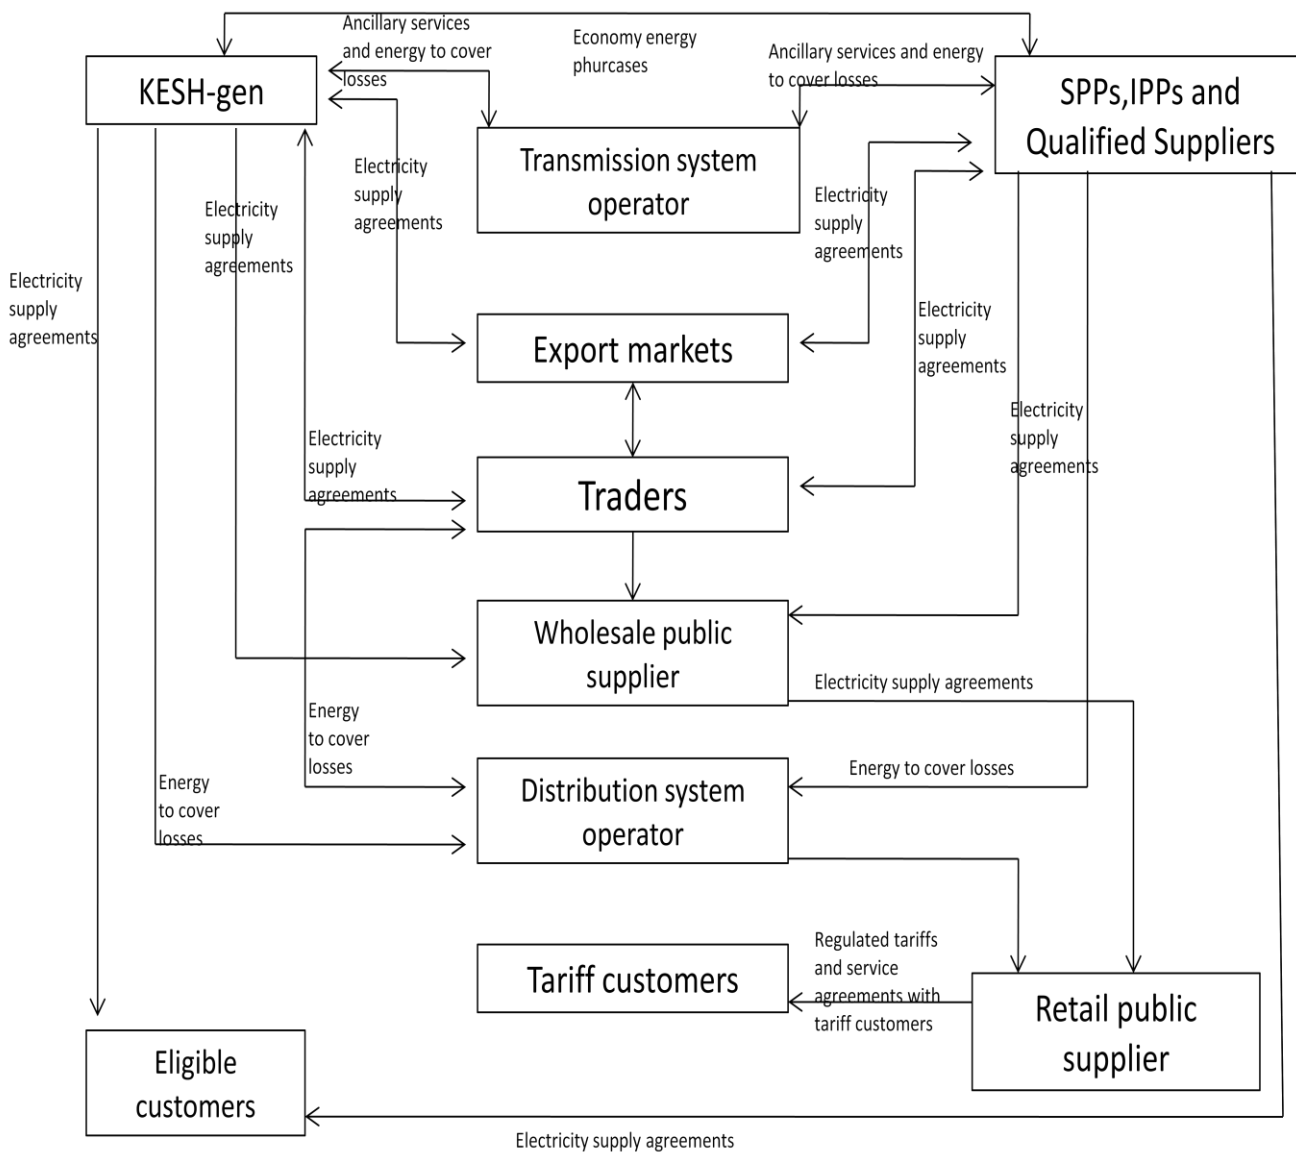 Ancillary services
and energy to cover
losses
Economy energy
phurcases
Ancillary services and energy
to cover losses
KESH-gen
SPPs,IPPs and
Qualified Suppliers
Transmission system
operator
Electricity
supply
agreements
Electricity
supply
agreements
Electricity
supply
agreements
Electricity
supply
agreements
Electricity
supply
agreements
Export markets
Electricity
supply
agreements
Electricity
supply
agreements
Traders
Wholesale public
supplier
Electricity supply agreements
Energy
to cover
losses
Energy
to cover
losses
Distribution system
operator
Energy to cover losses
Tariff customers
Regulated tariffs
and service
agreements with
tariff customers
Retail public
supplier
Eligible
customers
Electricity supply agreements